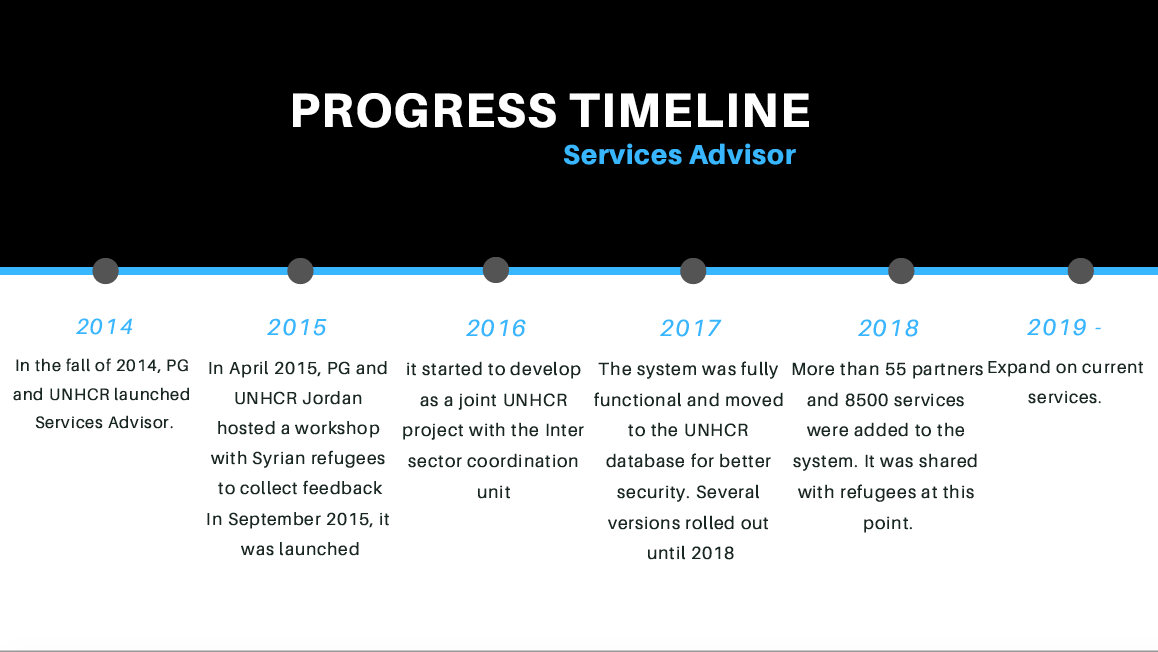 PROGRESS TIMELINE
Services Advisor
2014
In the fall of 2014, PG
and UNHCR launched
Services Advisor.
2015
In April 2015, PG and
UNHCR Jordan
hosted a workshop
with Syrian refugees
to collect feedback
In September 2015, it
was launched
2016
it started to develop
as a joint UNHCR
project with the Inter
sector coordination
unit
2017
The system was fully
functional and moved
to the UNHCR
database for better
security. Several
versions rolled out
until 2018
2018
More than 55 partners
and 8500 services
were added to the
system. It was shared
with refugees at this
point.
2019 -
Expand on current
services.